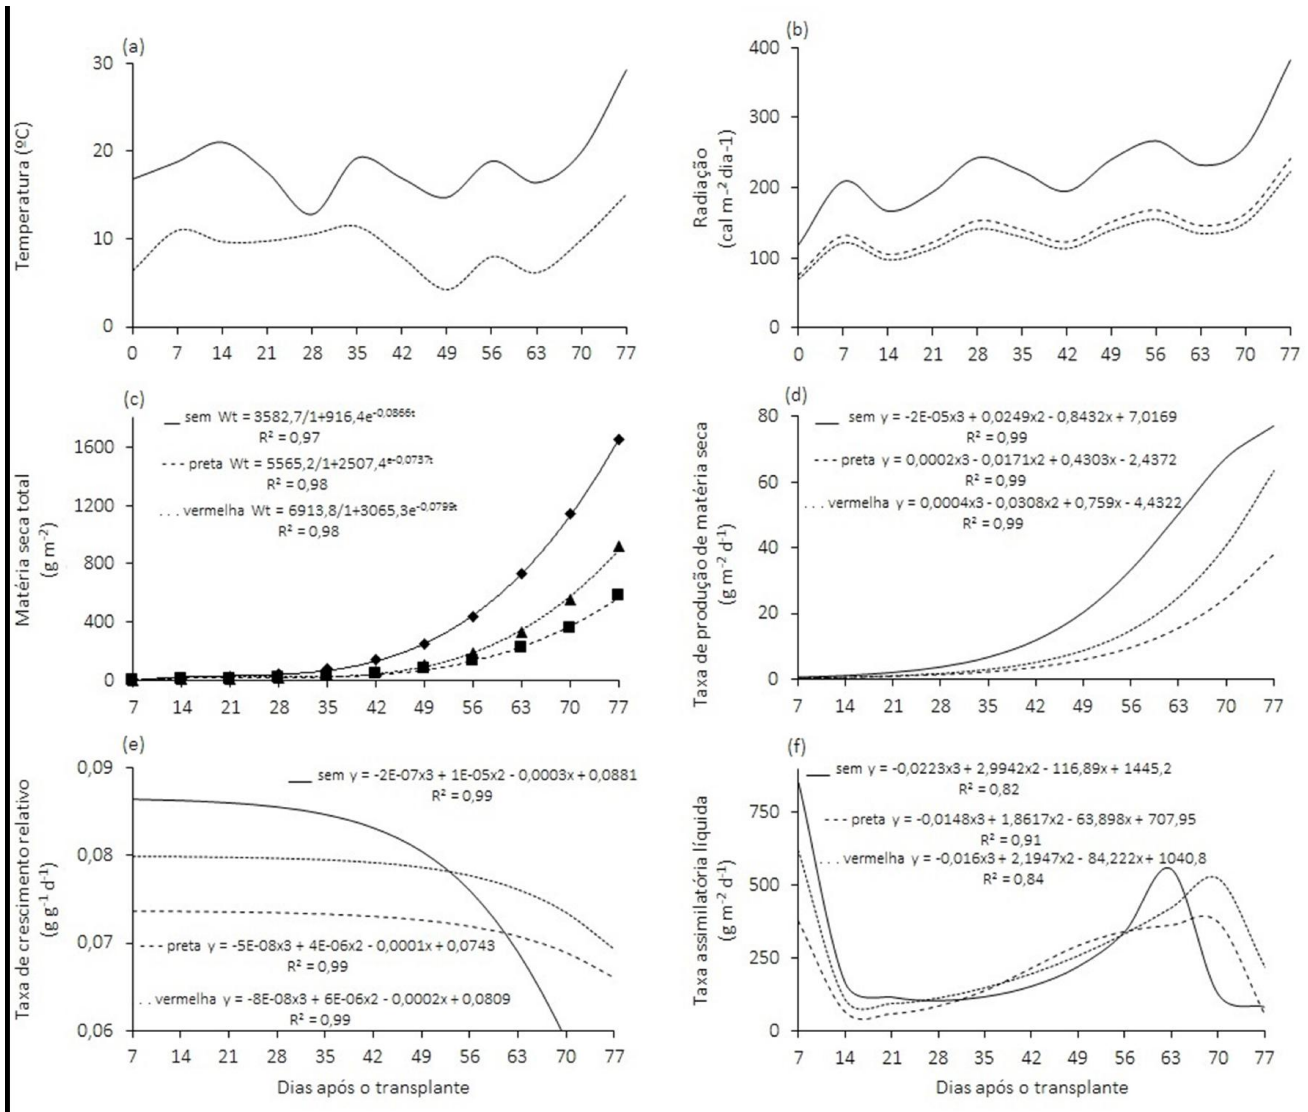 (a)
Temperatura (ºC)
30
20
10
0
0 7 14 21 28 35 42 49 56 63 70 77
(b)
Radiação
(cal m-² dia-1)
400
300
200
100
0
0 7 14 21 28 35 42 49 56 63 70 77
(c)
Matéria seca total
(g m-²)
sem Wt = 3582,7/1+916,4e-0,0866t
R² = 0,97
preta Wt = 5565,2/1+2507,4e-0,0737t
R² = 0,98
vermelha Wt = 6913,8/1+3065,3e-0,0799t
R² = 0,98
1600
1200
800
400
0
7 14 21 28 35 42 49 56 63 70 77
(d)
Taxa de produção de matéria seca
(g m-² d-1)
sem y = -2E-05x3 + 0,0249x2 - 0,8432x + 7,0169
R² = 0,99
preta y = 0,0002x3 - 0,0171x2 + 0,4303x - 2,4372
R² = 0,99
vermelha y = 0,0004x3 - 0,0308x2 + 0,759x - 4,4322
R² = 0,99
80
60
40
20
0
7 14 21 28 35 42 49 56 63 70 77
(e)
Taxa de crescimento relativo
(g g-1 d-1)
sem y = -2E-07x3 + 1E-05x2 - 0,0003x + 0,0881
R² = 0,99
preta y = -5E-08x3 + 4E-06x2 - 0,0001x + 0,0743
R² = 0,99
vermelha y = -8E-08x3 + 6E-06x2 - 0,0002x + 0,0809
R² = 0,99
0,09
0,08
0,07
0,06
7 14 21 28 35 42 49 56 63 70 77
Dias após o transplante
(f)
Taxa assimilatória líquida
(g m-² d-1)
sem y = -0,0223x3 + 2,9942x2 - 116,89x + 1445,2
R² = 0,82
preta y = -0,0148x3 + 1,8617x2 - 63,898x + 707,95
R² = 0,91
vermelha y = -0,016x3 + 2,1947x2 - 84,222x + 1040,8
R² = 0,84
750
500
250
0
7 14 21 28 35 42 49 56 63 70 77
Dias após o transplante